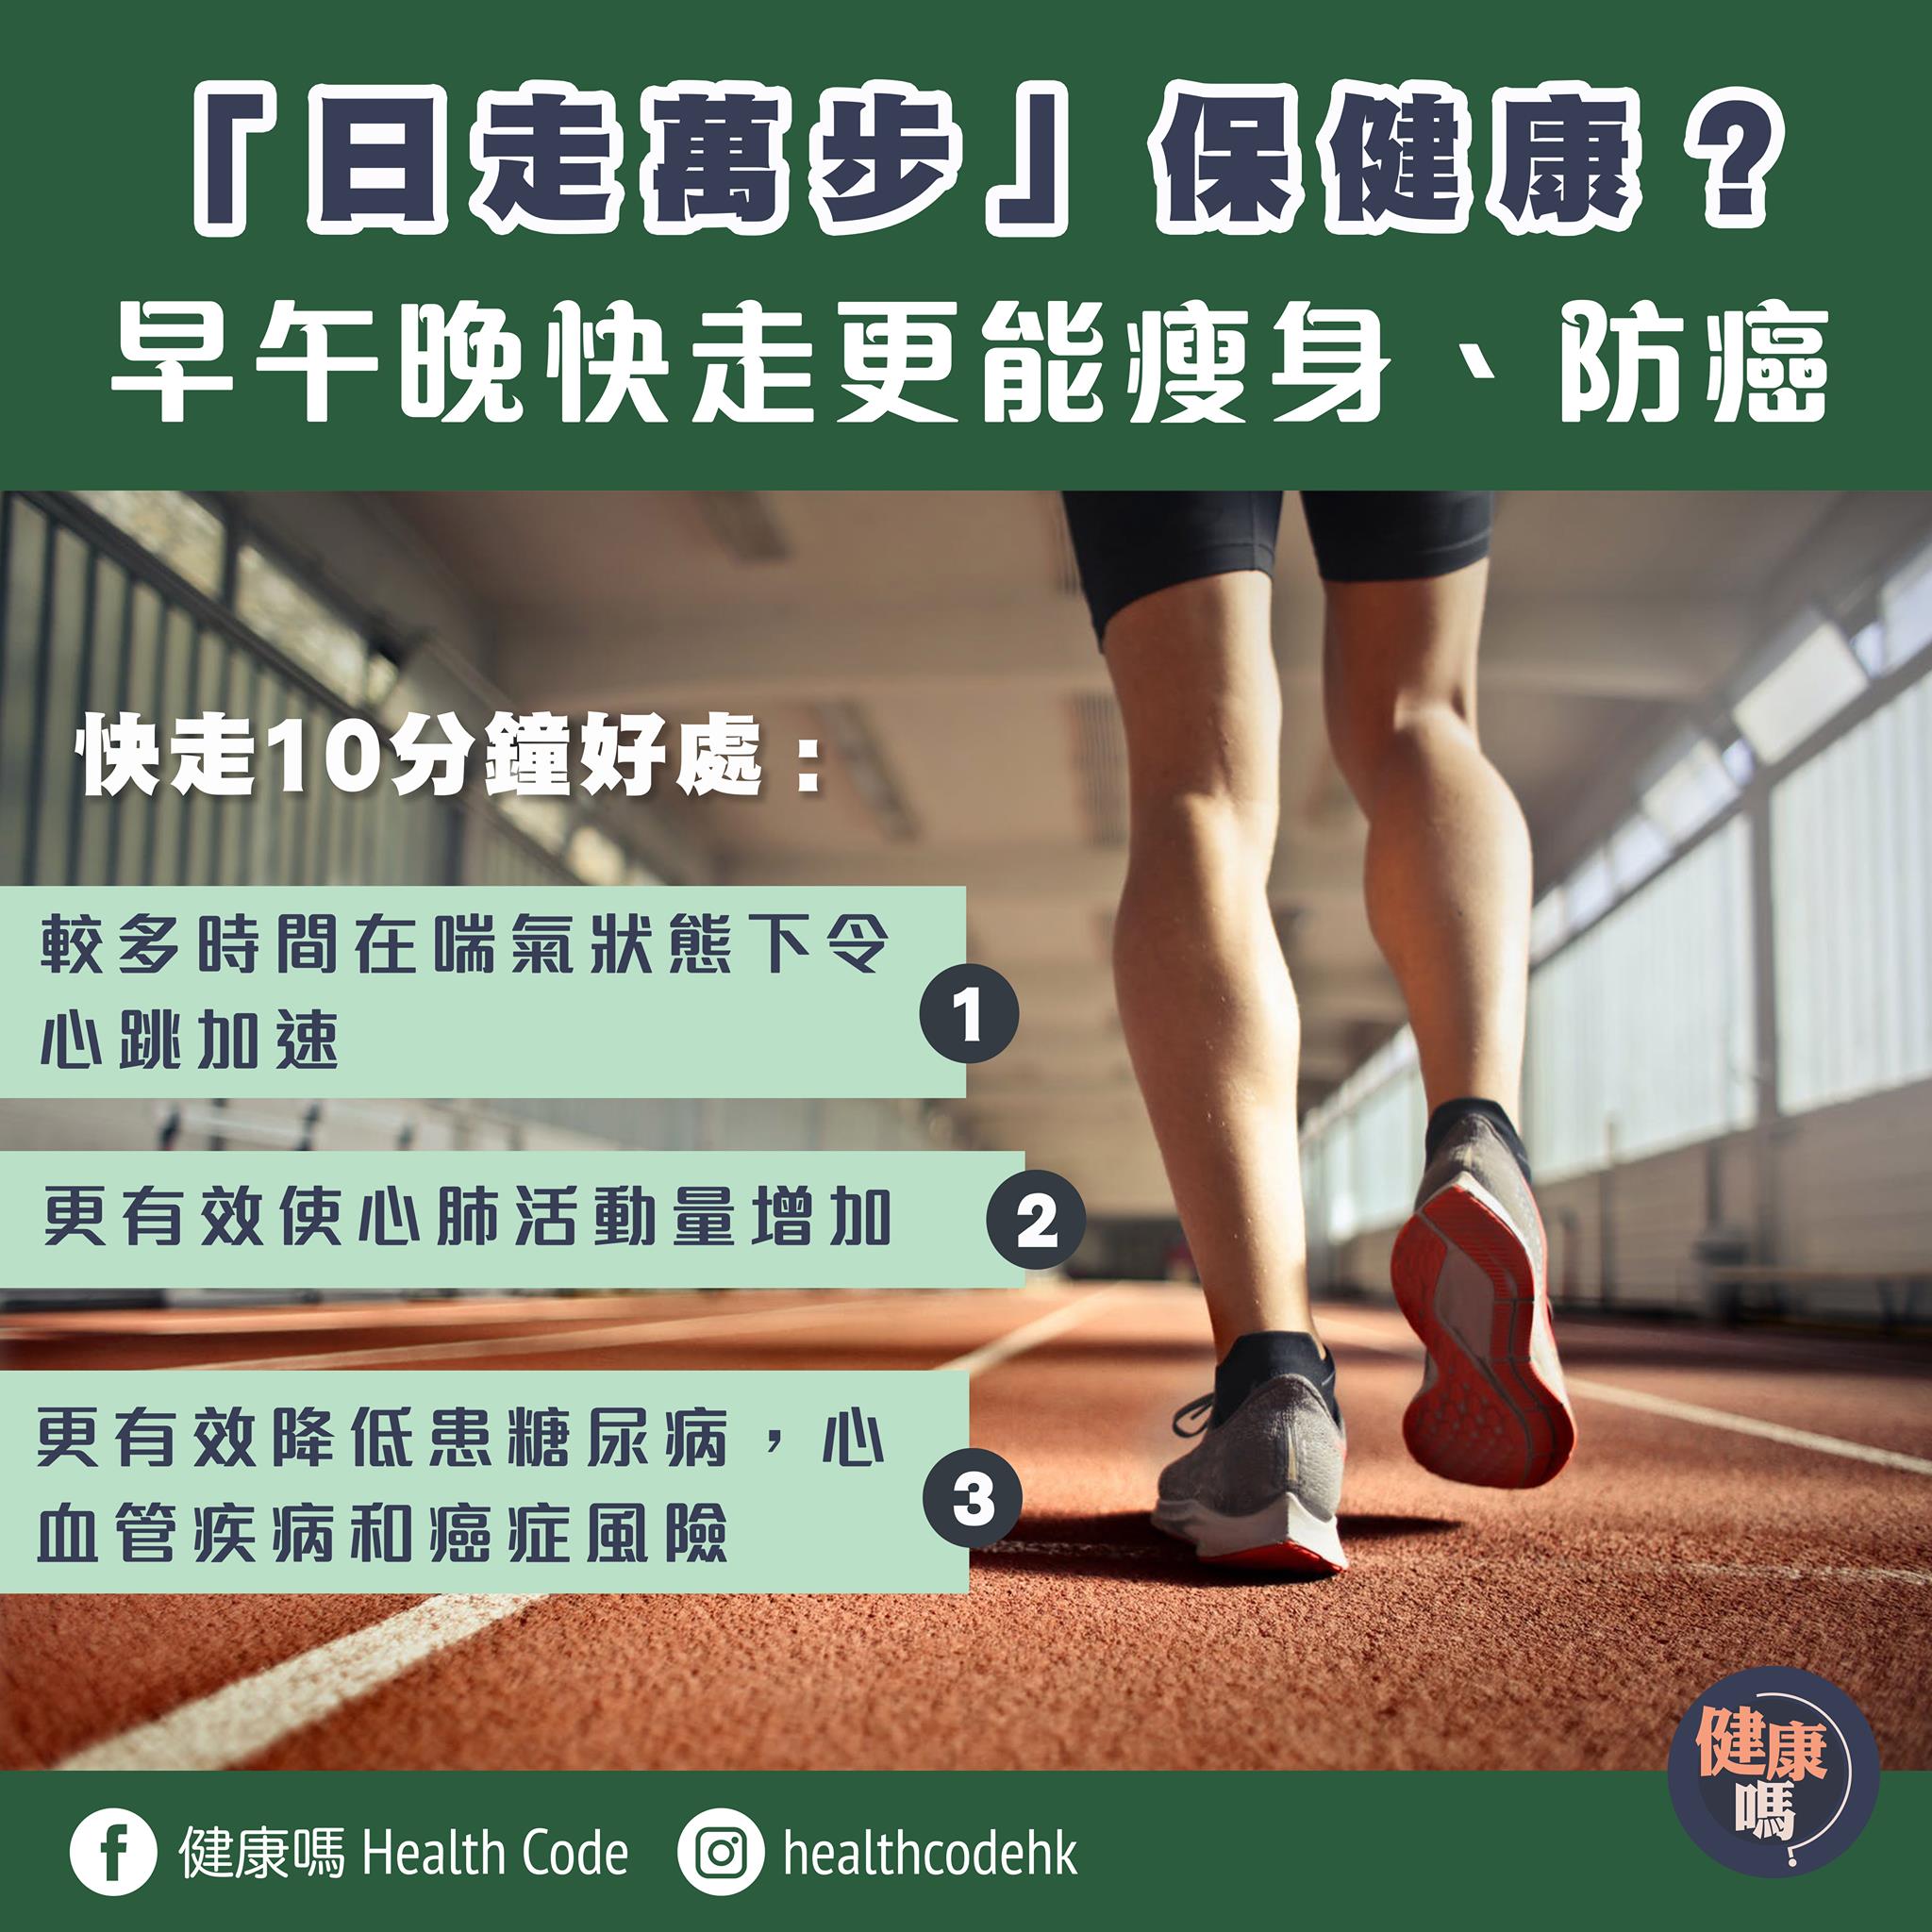 「日走萬步」保健康？
早午晚快走更能瘦身、防癌
快走10分鐘好處：
較多時間在喘氣狀態下令
心跳加速
1
更有效使心肺活動量增加
2
更有效降低患糖尿病，心
血管疾病和癌症風險
3
健康
嗎?
健康嗎 Health Code
healthcodehk